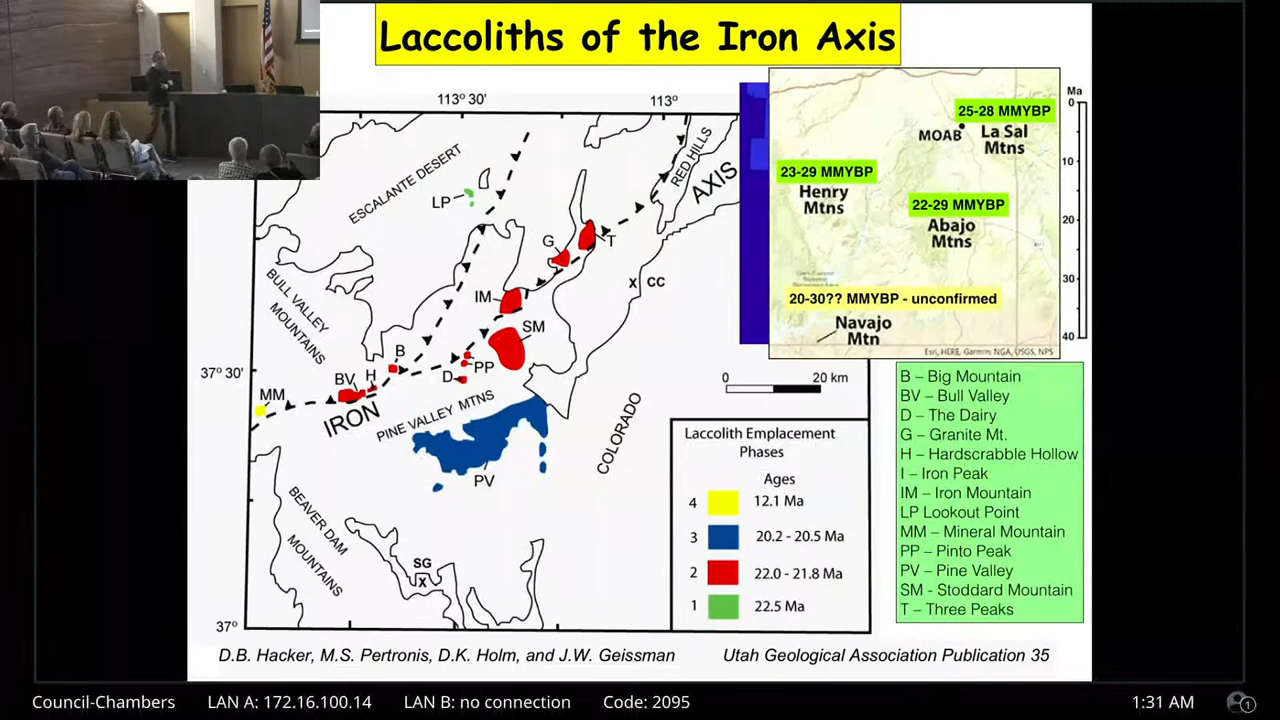 Laccoliths of the Iron Axis
113° 30'
113°
Ma
0
10
20
30
40
25-28 MMYBP
MOAB
La Sal
Mtns
23-29 MMYBP
Henry
Mtns
22-29 MMYBP
Abajo
Mtns
20-30?? MMYBP - unconfirmed
Navajo
Mtn
Esri, HERE, Garmin, NGA, USGS, NPS
ESCALANTE DESERT
RED HILLS
AXIS
LP
G
T
X CC
IM
SM
BULL VALLEY
MOUNTAINS
B
PP
D
BV
H
MM
37° 30'
IRON
PINE VALLEY MTNS
PV
COLORADO
0
20 km
BEAVER DAM
MOUNTAINS
SG
X
37°
Laccolith Emplacement
Phases
Ages
4 12.1 Ma
3 20.2 - 20.5 Ma
2 22.0 - 21.8 Ma
1 22.5 Ma
B – Big Mountain
BV – Bull Valley
D – The Dairy
G – Granite Mt.
H – Hardscrabble Hollow
I – Iron Peak
IM – Iron Mountain
LP Lookout Point
MM – Mineral Mountain
PP – Pinto Peak
PV – Pine Valley
SM - Stoddard Mountain
T – Three Peaks
D.B. Hacker, M.S. Pertronis, D.K. Holm, and J.W. Geissman
Utah Geological Association Publication 35
Council-Chambers
LAN A: 172.16.100.14
LAN B: no connection
Code: 2095
1:31 AM
1